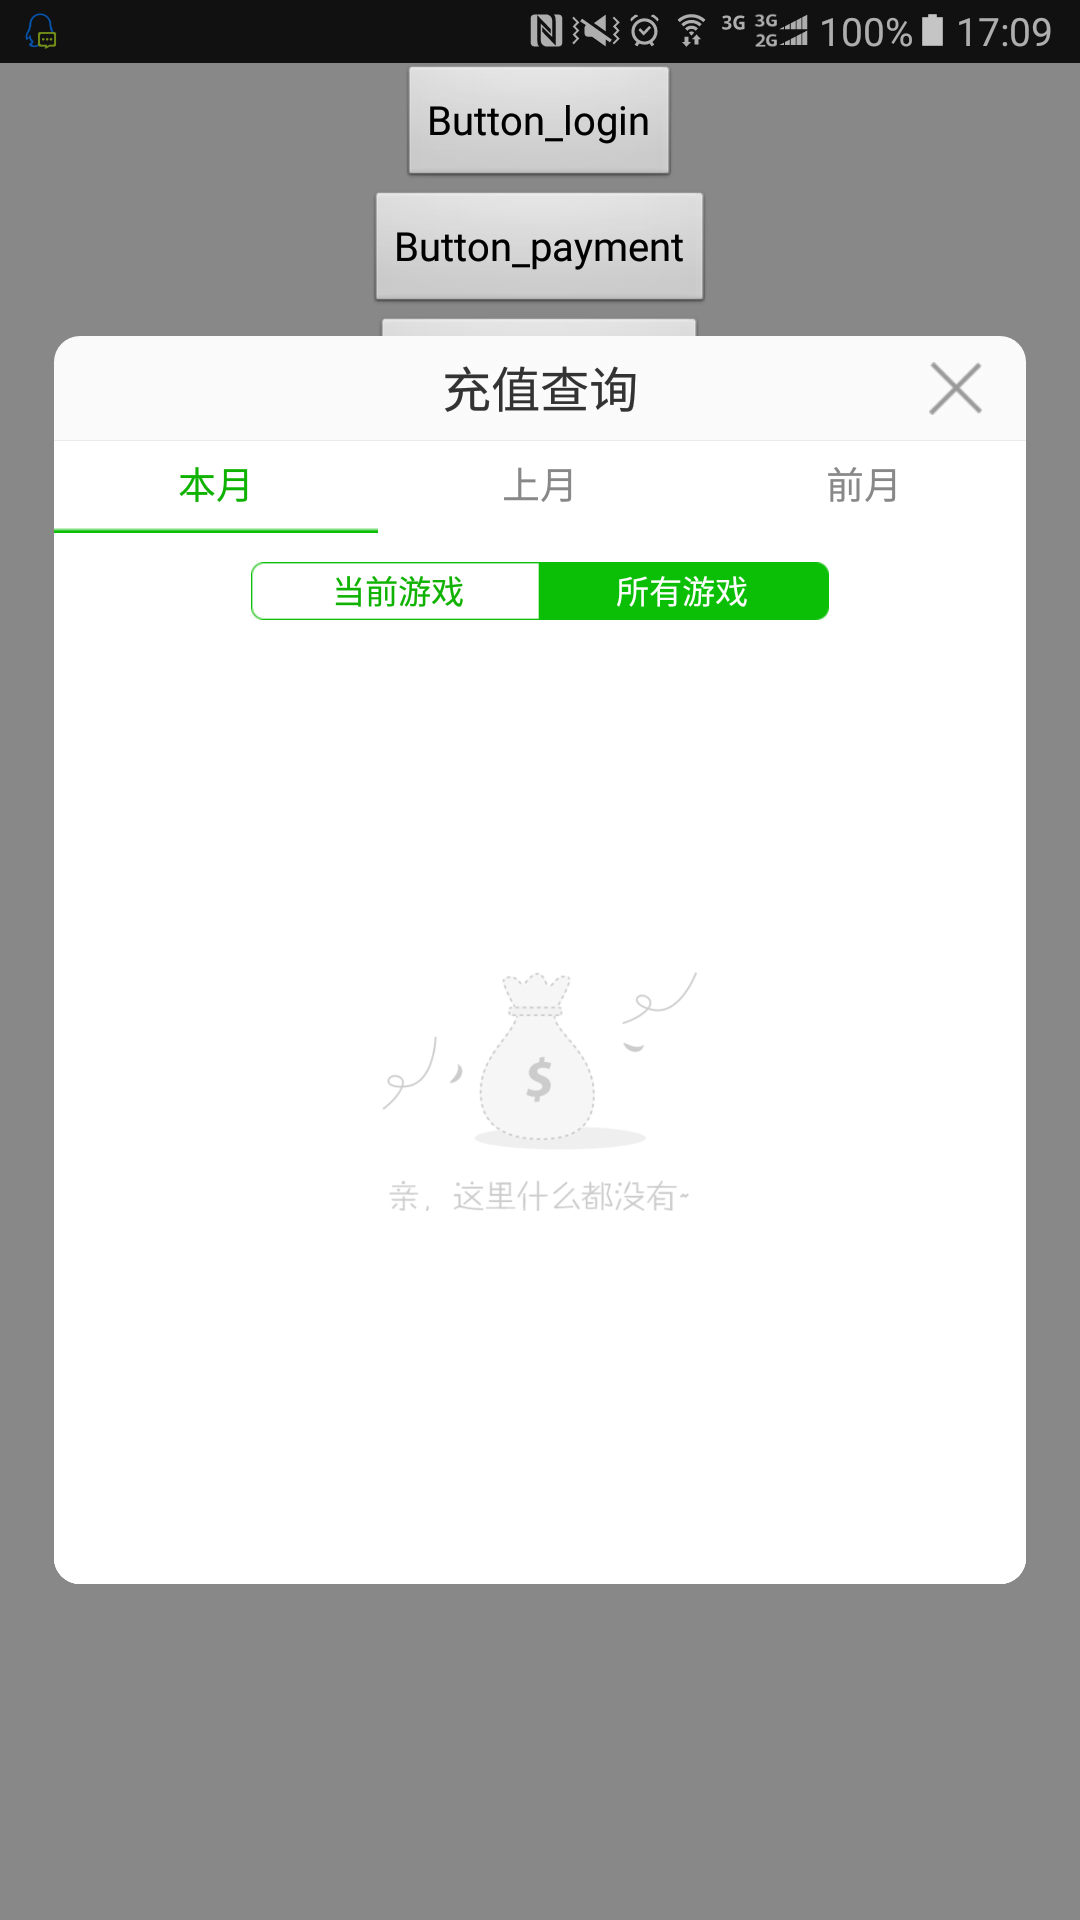 3G 3G 2G 100% 17:09
Button_login
Button_payment
充值查询
本月 上月 前月
当前游戏 所有游戏
$
亲，这里什么都没有~